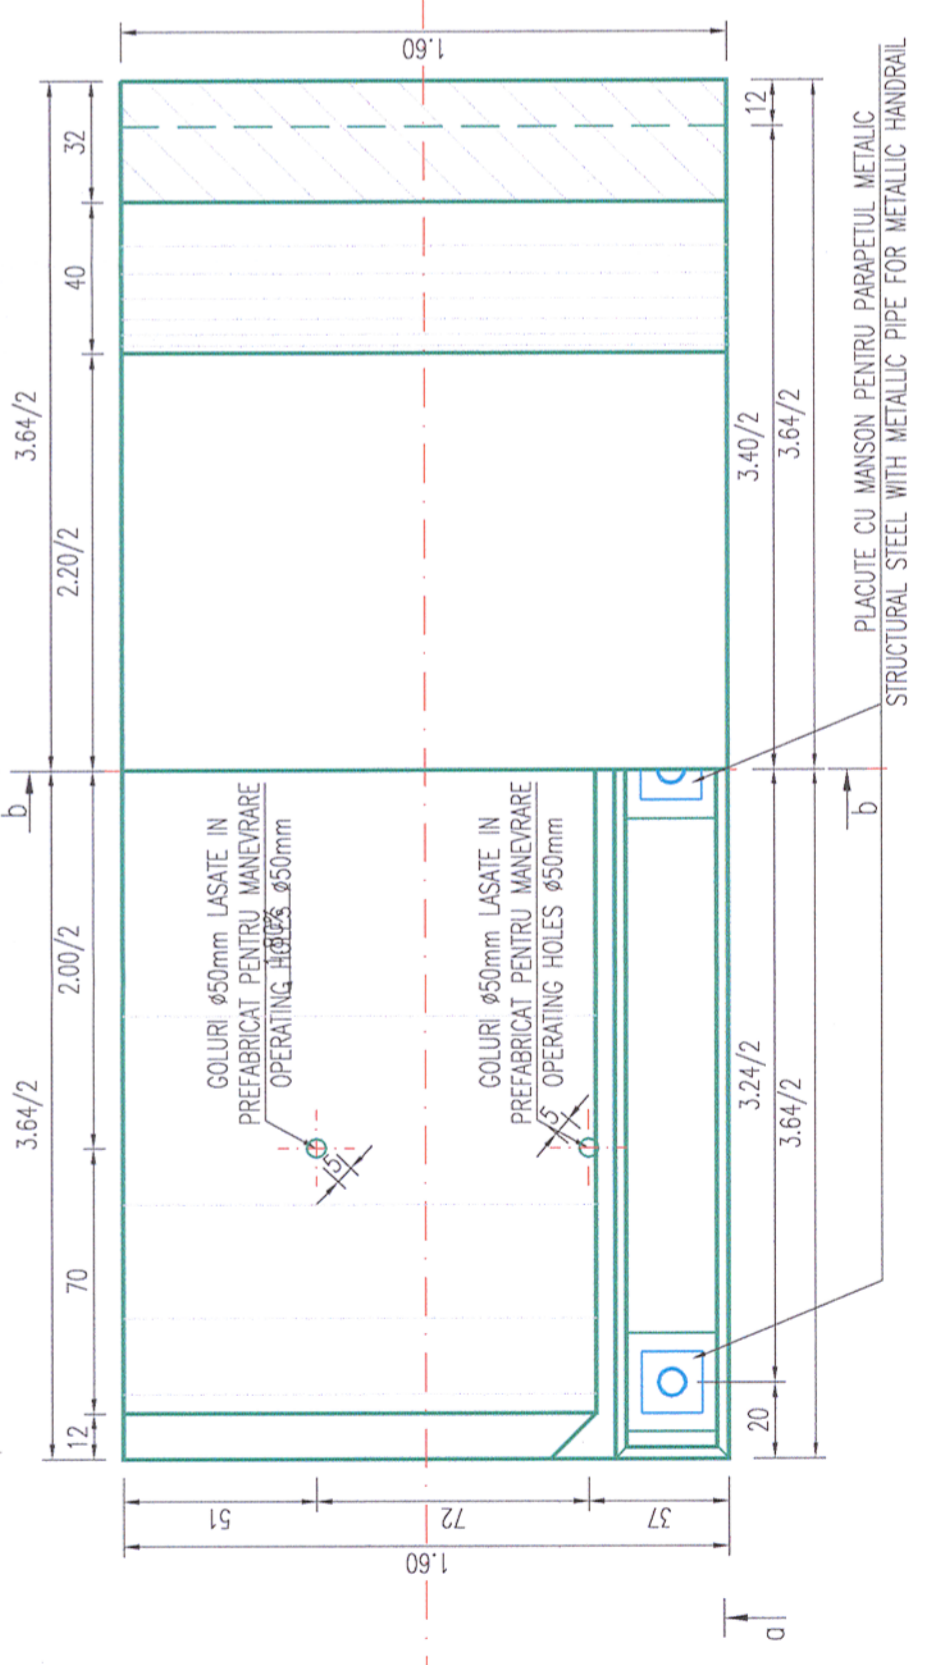 1.60
32
40
3.64/2
2.20/2
12
3.40/2
3.64/2
PLACUTE CU MANSON PENTRU PARAPETUL METALIC
STRUCTURAL STEEL WITH METALLIC PIPE FOR METALLIC HANDRAIL
b
b
GOLURI ø50mm LASATE IN
PREFABRICAT PENTRU MANEVRARE
OPERATING HOLES ø50mm
5
GOLURI ø50mm LASATE IN
PREFABRICAT PENTRU MANEVRARE
OPERATING HOLES ø50mm
5
2.00/2
3.64/2
70
12
3.24/2
3.64/2
20
51
72
37
1.60
a